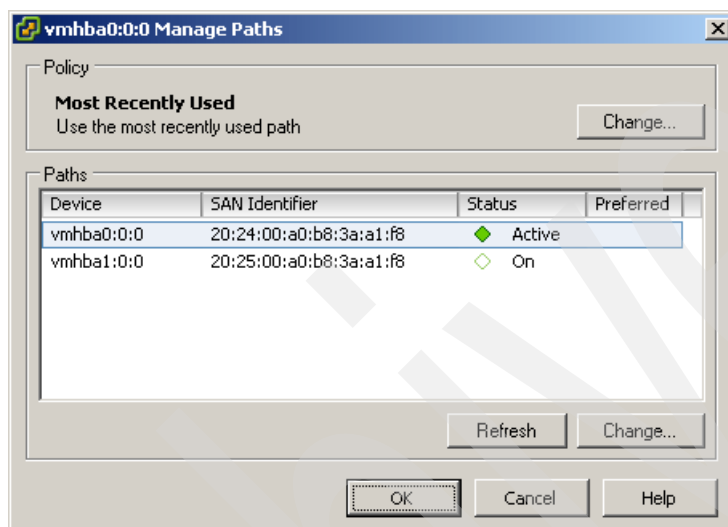 vmhba0:0:0 Manage Paths
Policy
Most Recently Used
Use the most recently used path
Change...
Paths
Device SAN Identifier Status Preferred
vmhba0:0:0 20:24:00:a0:b8:3a:a1:f8 Active
vmhba1:0:0 20:25:00:a0:b8:3a:a1:f8 On
Refresh Change...
OK Cancel Help